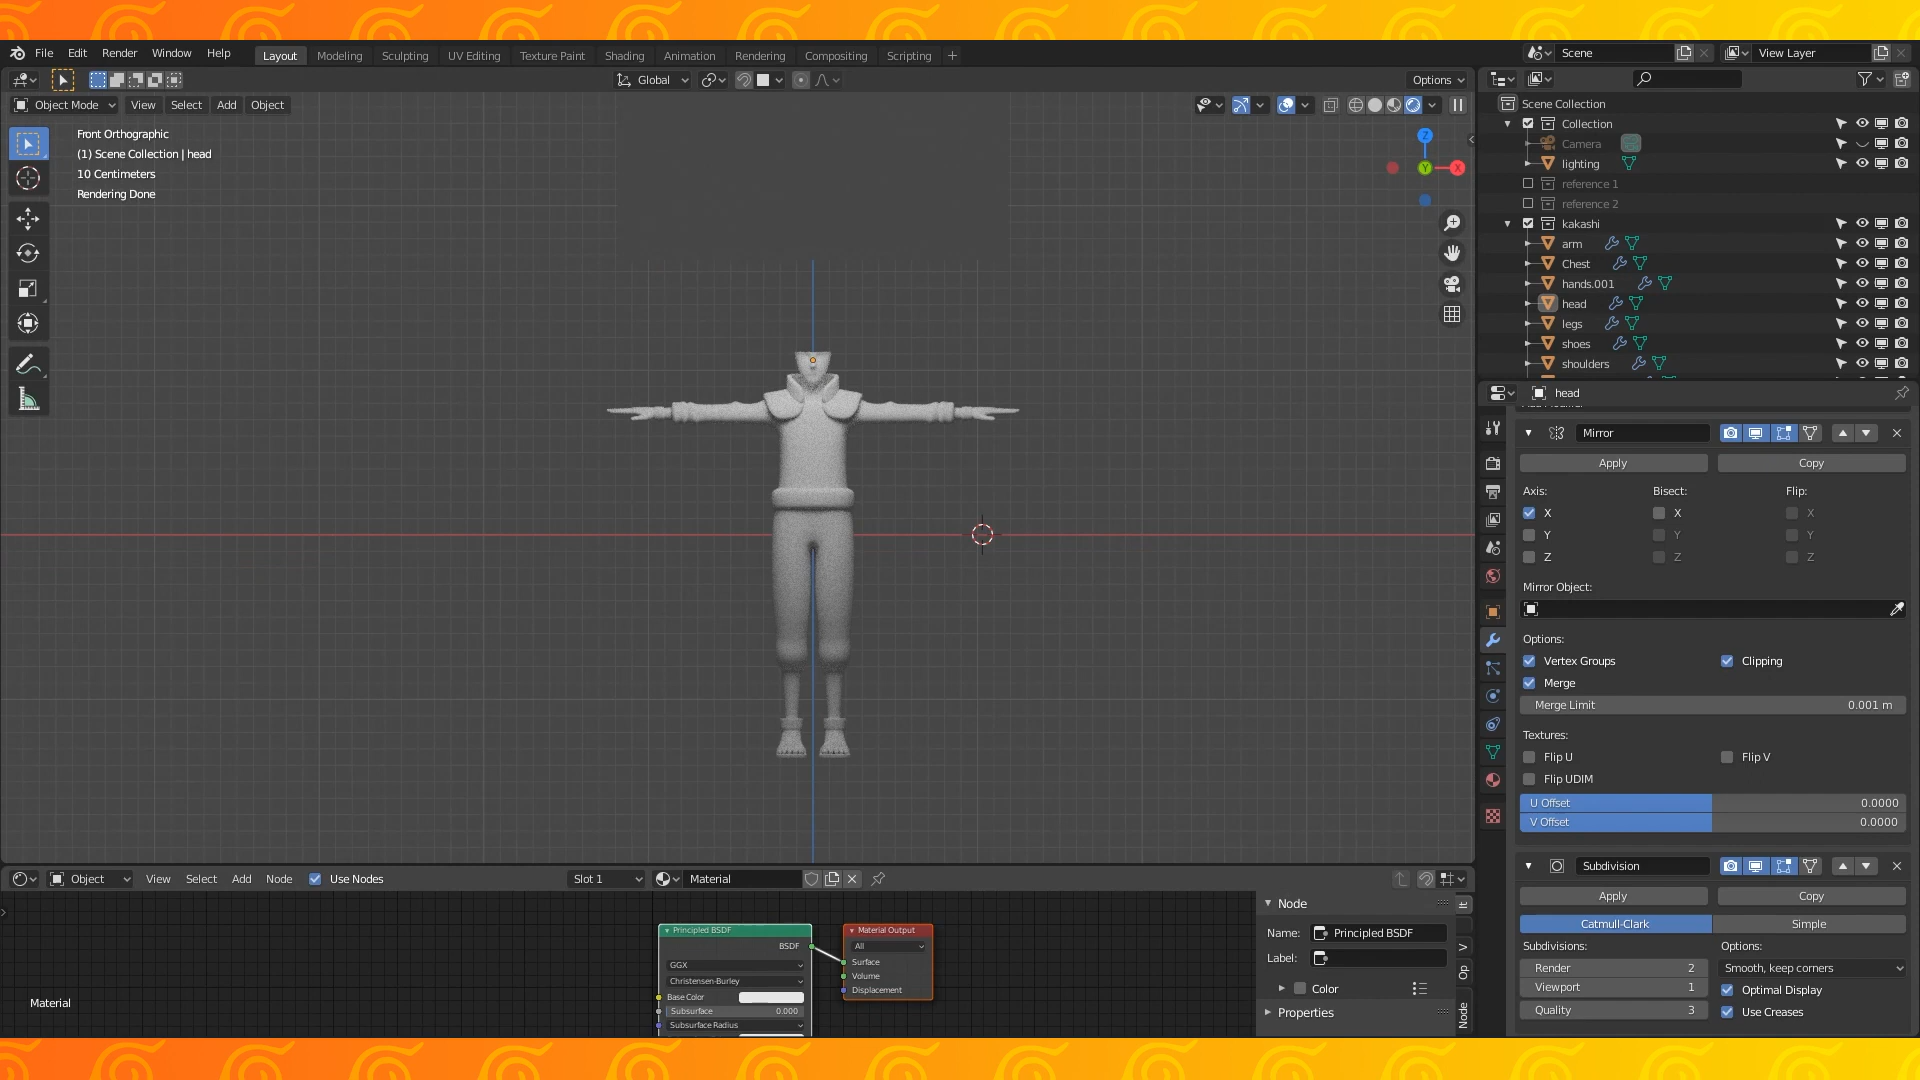 File Edit Render Window Help Layout Modeling Sculpting UV Editing Texture Paint Shading Animation Rendering Compositing Scripting + Scene View Layer
Global Options
Object Mode View Select Add Object
Front Orthographic
(1) Scene Collection | head
10 Centimeters
Rendering Done
Z
Y
X
Scene Collection
Collection
Camera
lighting
reference 1
reference 2
kakashi
arm
Chest
hands.001
head
legs
shoes
shoulders
head
Mirror
Apply Copy
Axis: Bisect: Flip:
X X X
Y Y Y
Z Z Z
Mirror Object:
Options:
Vertex Groups Clipping
Merge
Merge Limit 0.001 m
Textures:
Flip U Flip V
Flip UDIM
U Offset 0.0000
V Offset 0.0000
Subdivision
Apply Copy
Catmull-Clark Simple
Subdivisions: Options:
Render 2 Smooth, keep corners
Viewport 1 Optimal Display
Quality 3 Use Creases
Object View Select Add Node Use Nodes Slot 1 Material
Principled BSDF
BSDF
GGX
Christensen-Burley
Base Color
Subsurface 0.000
Subsurface Radius
Material Output
All
Surface
Volume
Displacement
Material
Node
Name: Principled BSDF
Label:
Color
Properties
It
V
Op
Node